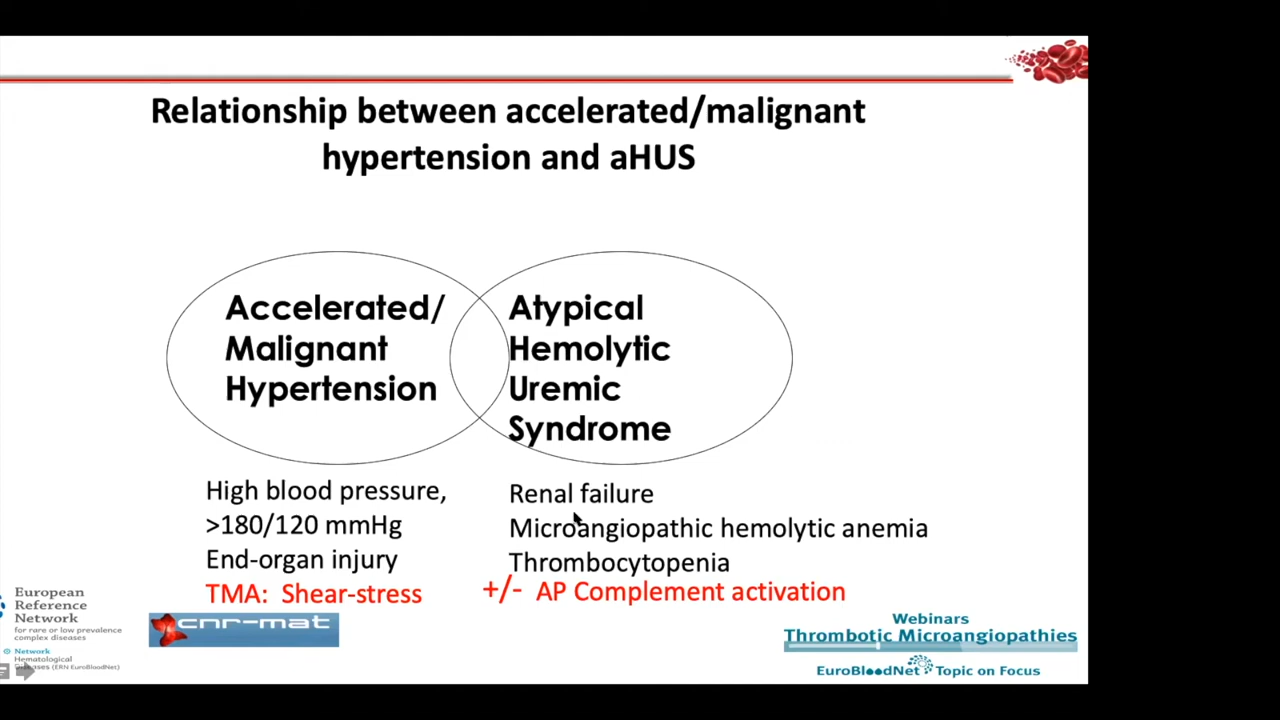 Relationship between accelerated/malignant
hypertension and aHUS
Accelerated/
Malignant
Hypertension
Atypical
Hemolytic
Uremic
Syndrome
High blood pressure,
>180/120 mmHg
End-organ injury
TMA: Shear-stress
Renal failure
Microangiopathic hemolytic anemia
Thrombocytopenia
+/- AP Complement activation
European
Reference
Network
for rare or low prevalence
complex diseases
Network
Hematological
Diseases (ERN EuroBloodNet)
cnr-mat
Webinars
Thrombotic Microangiopathies
EuroBloodNet Topic on Focus